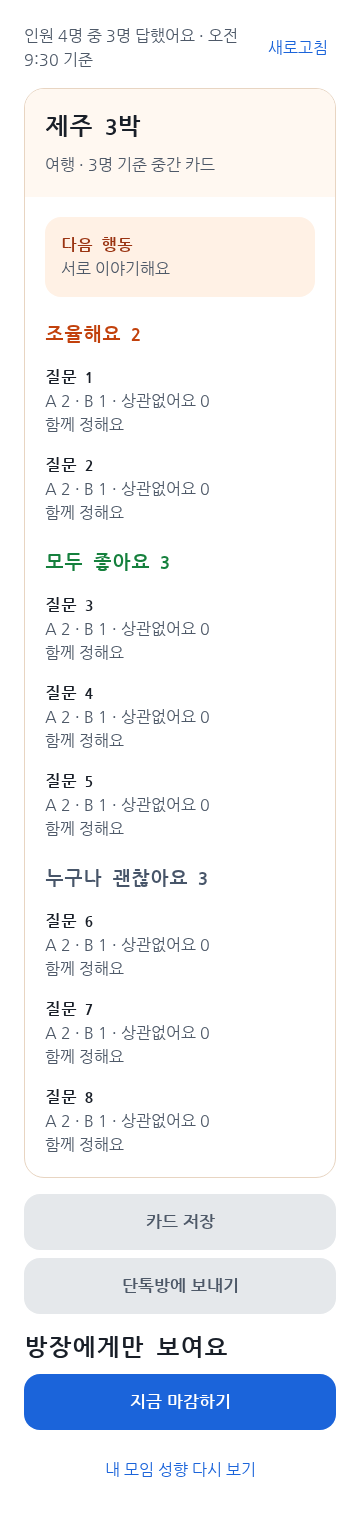 인원 4명 중 3명 답했어요 · 오전
9:30 기준
새로고침
제주 3박
여행 · 3명 기준 중간 카드
다음 행동
서로 이야기해요
조율해요 2
질문 1
A 2 · B 1 · 상관없어요 0
함께 정해요
질문 2
A 2 · B 1 · 상관없어요 0
함께 정해요
모두 좋아요 3
질문 3
A 2 · B 1 · 상관없어요 0
함께 정해요
질문 4
A 2 · B 1 · 상관없어요 0
함께 정해요
질문 5
A 2 · B 1 · 상관없어요 0
함께 정해요
누구나 괜찮아요 3
질문 6
A 2 · B 1 · 상관없어요 0
함께 정해요
질문 7
A 2 · B 1 · 상관없어요 0
함께 정해요
질문 8
A 2 · B 1 · 상관없어요 0
함께 정해요
카드 저장
단톡방에 보내기
방장에게만 보여요
지금 마감하기
내 모임 성향 다시 보기